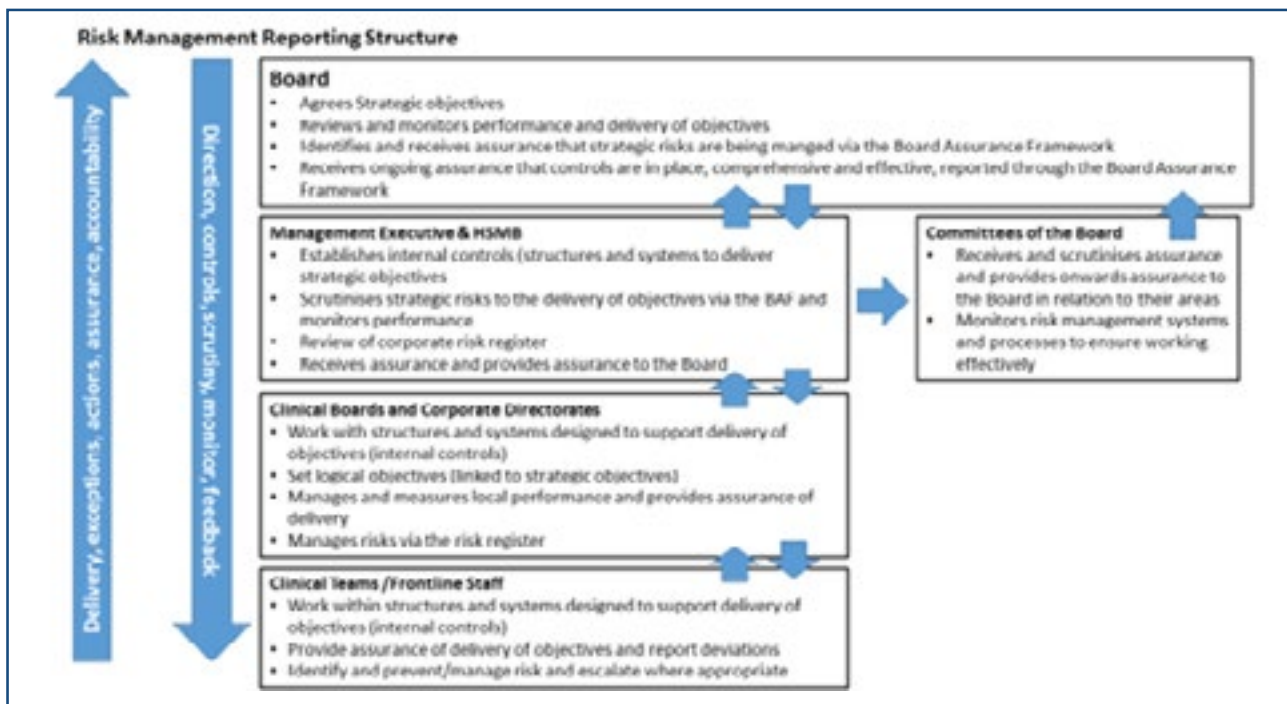 Risk Management Reporting Structure
Delivery, exceptions, actions, assurance, accountability
Direction, controls, scrutiny, monitor, feedback
Board
• Agrees Strategic objectives
• Reviews and monitors performance and delivery of objectives
• Identifies and receives assurance that strategic risks are being manged via the Board Assurance Framework
• Receives ongoing assurance that controls are in place, comprehensive and effective, reported through the Board Assurance
Framework
Management Executive & HSMB
• Establishes internal controls (structures and systems to deliver
strategic objectives
• Scrutinises strategic risks to the delivery of objectives via the BAF and
monitors performance
• Review of corporate risk register
• Receives assurance and provides assurance to the Board
Committees of the Board
• Receives and scrutinises assurance
and provides onwards assurance to
the Board in relation to their areas
• Monitors risk management systems
and processes to ensure working
effectively
Clinical Boards and Corporate Directorates
• Work with structures and systems designed to support delivery of
objectives (internal controls)
• Set logical objectives (linked to strategic objectives)
• Manages and measures local performance and provides assurance of
delivery
• Manages risks via the risk register
Clinical Teams /Frontline Staff
• Work within structures and systems designed to support delivery of
objectives (internal controls)
• Provide assurance of delivery of objectives and report deviations
• Identify and prevent/manage risk and escalate where appropriate